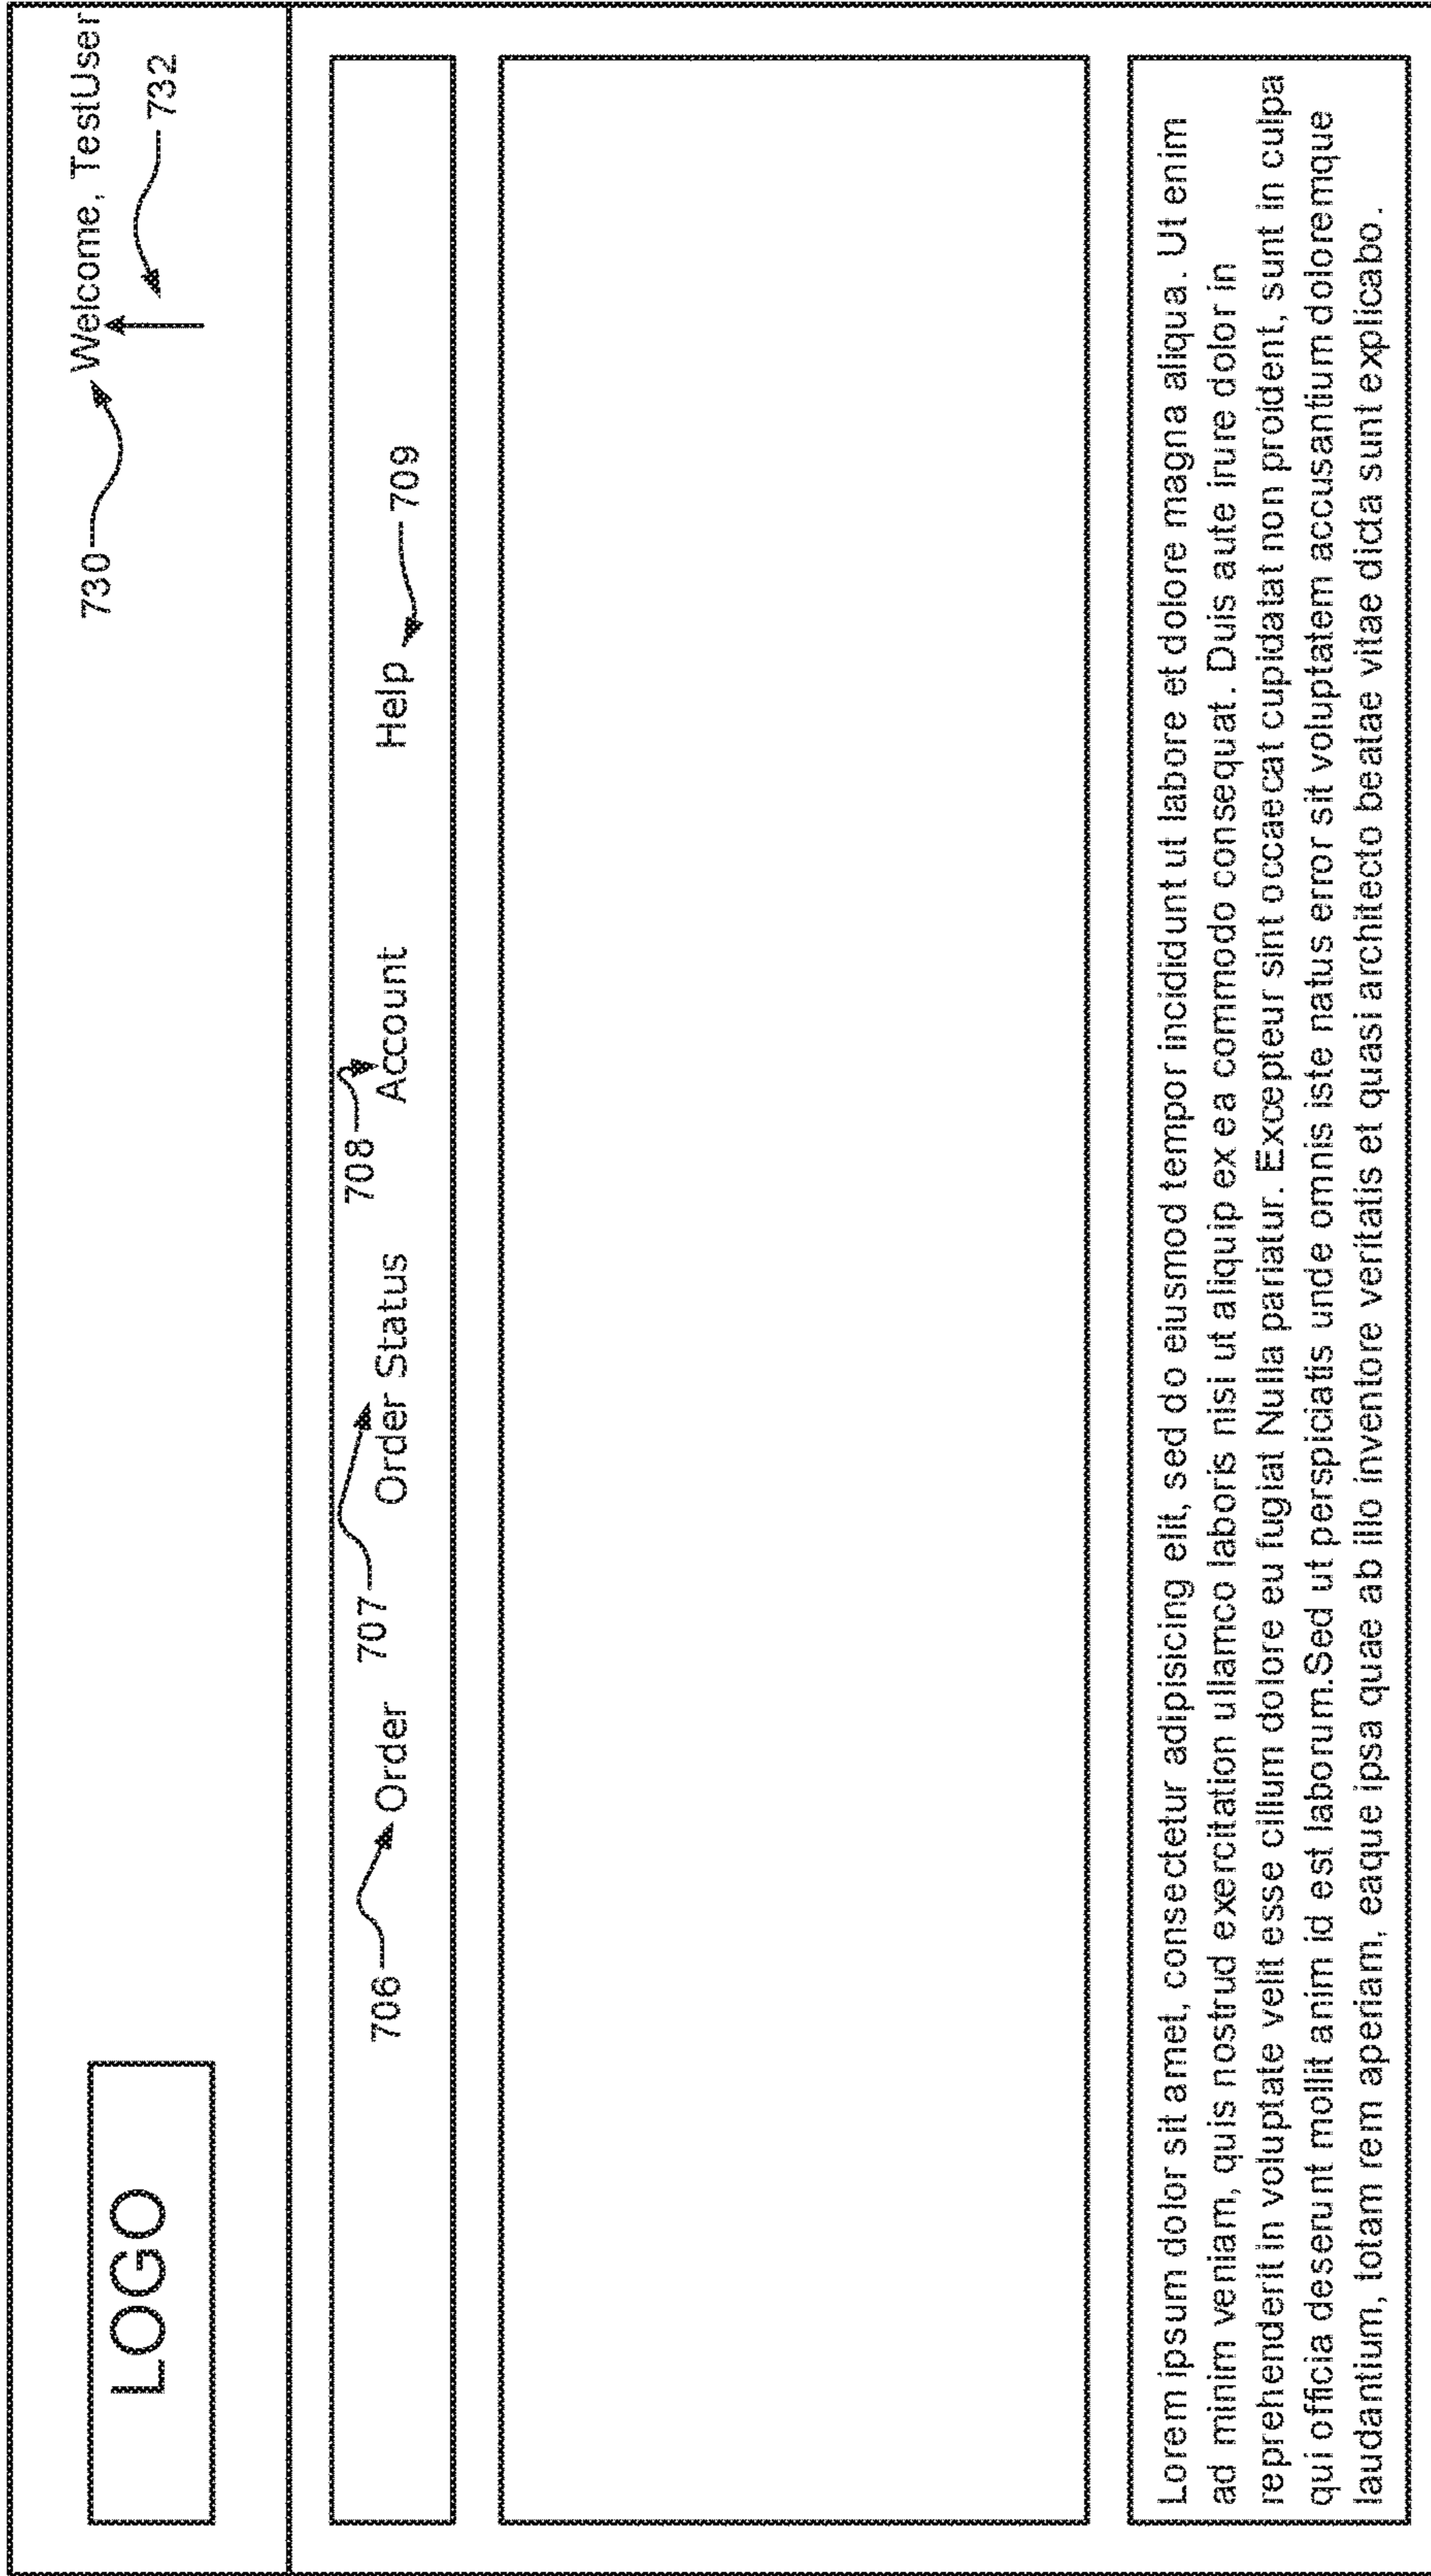 LOGO
730
Welcome, TestUser
732
706
Order
707
Order Status
708
Account
Help
709
Lorem ipsum dolor sit amet, consectetur adipisicing elit, sed do eiusmod tempor incididunt ut labore et dolore magna aliqua. Ut enim
ad minim veniam, quis nostrud exercitation ullamco laboris nisi ut aliquip ex ea commodo consequat. Duis aute irure dolor in
reprehenderit in voluptate velit esse cillum dolore eu fugiat Nulla pariatur. Excepteur sint occaecat cupidatat non proident, sunt in culpa
qui officia deserunt mollit anim id est laborum.Sed ut perspiciatis unde omnis iste natus error sit voluptatem accusantium doloremque
laudantium, totam rem aperiam, eaque ipsa quae ab illo inventore veritatis et quasi architecto beatae vitae dicta sunt explicabo.